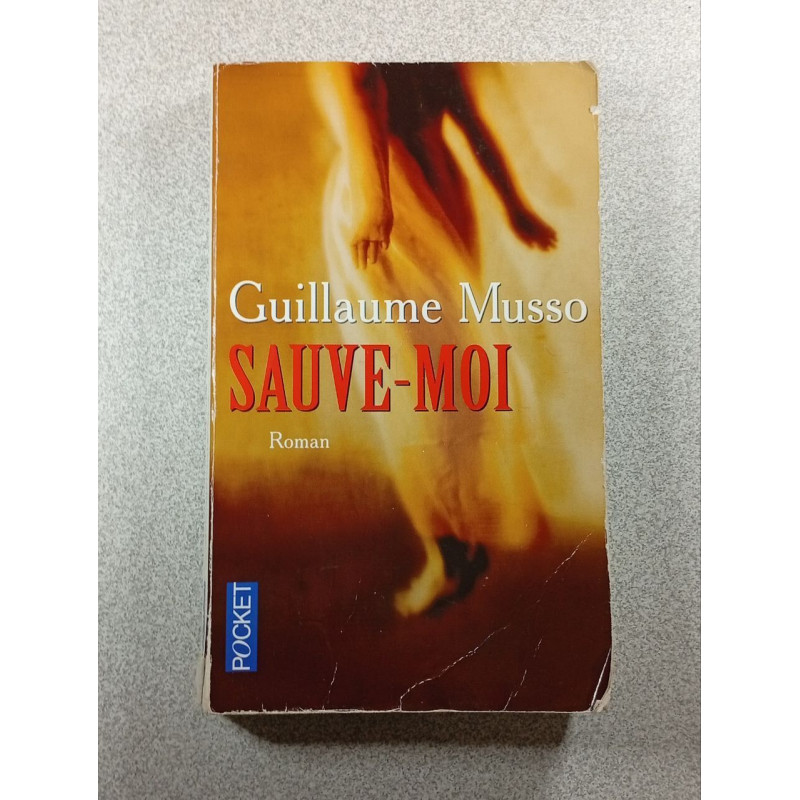 Guillaume Musso
SAUVE-MOI
Roman
POCKET